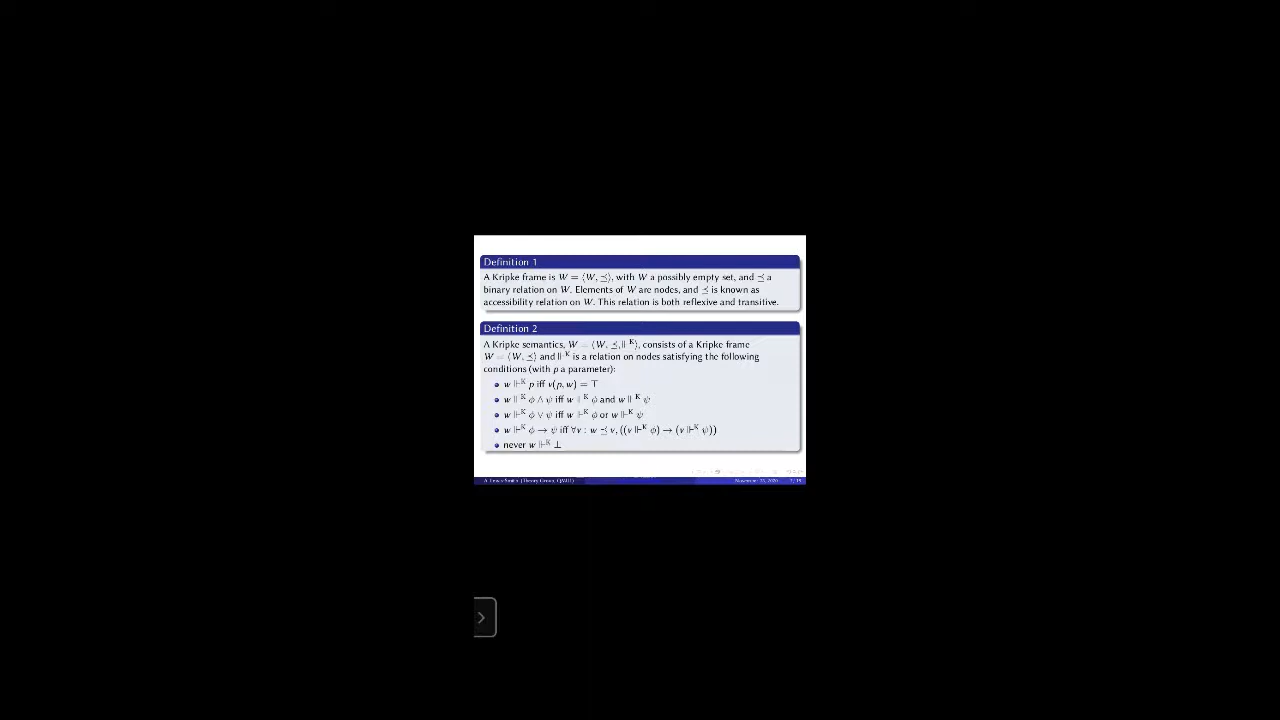 Definition 1
A Kripke frame is W = ⟨W, ⪯⟩, with W a possibly empty set, and ⪯ a
binary relation on W. Elements of W are nodes, and ⪯ is known as
accessibility relation on W. This relation is both reflexive and transitive.
Definition 2
A Kripke semantics, W = ⟨W, ⪯, ⊩ᴷ⟩, consists of a Kripke frame
W = ⟨W, ⪯⟩ and ⊩ᴷ is a relation on nodes satisfying the following
conditions (with p a parameter):
w ⊩ᴷ p iff v(p, w) = ⊤
w ⊩ᴷ ϕ ∧ ψ iff w ⊩ᴷ ϕ and w ⊩ᴷ ψ
w ⊩ᴷ ϕ ∨ ψ iff w ⊩ᴷ ϕ or w ⊩ᴷ ψ
w ⊩ᴷ ϕ → ψ iff ∀v : w ⪯ v, ((v ⊩ᴷ ϕ) → (v ⊩ᴷ ψ))
never w ⊩ᴷ ⊥
(Theory Group, QMUL)